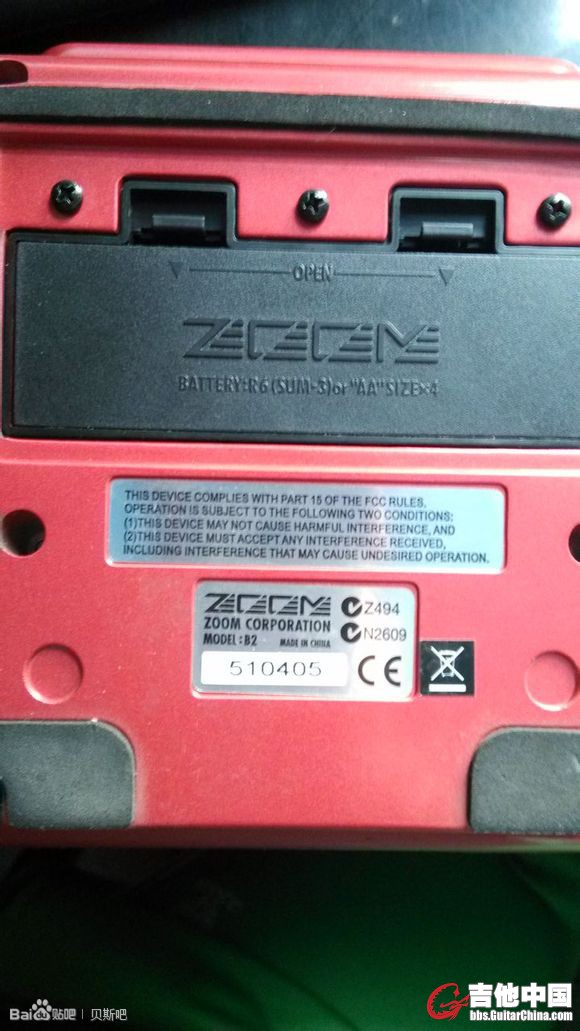 OPEN
ZOOM
BATTERY:R6(SUM-3)or"AA"SIZE×4
THIS DEVICE COMPLIES WITH PART 15 OF THE FCC RULES.
OPERATION IS SUBJECT TO THE FOLLOWING TWO CONDITIONS:
(1)THIS DEVICE MAY NOT CAUSE HARMFUL INTERFERENCE, AND
(2)THIS DEVICE MUST ACCEPT ANY INTERFERENCE RECEIVED,
INCLUDING INTERFERENCE THAT MAY CAUSE UNDESIRED OPERATION.
ZOOM
Z494
ZOOM CORPORATION
N2609
MODEL:B2 MADE IN CHINA
510405
CE
Bai du 贴吧 | 贝斯吧
吉他中国
bbs.GuitarChina.com